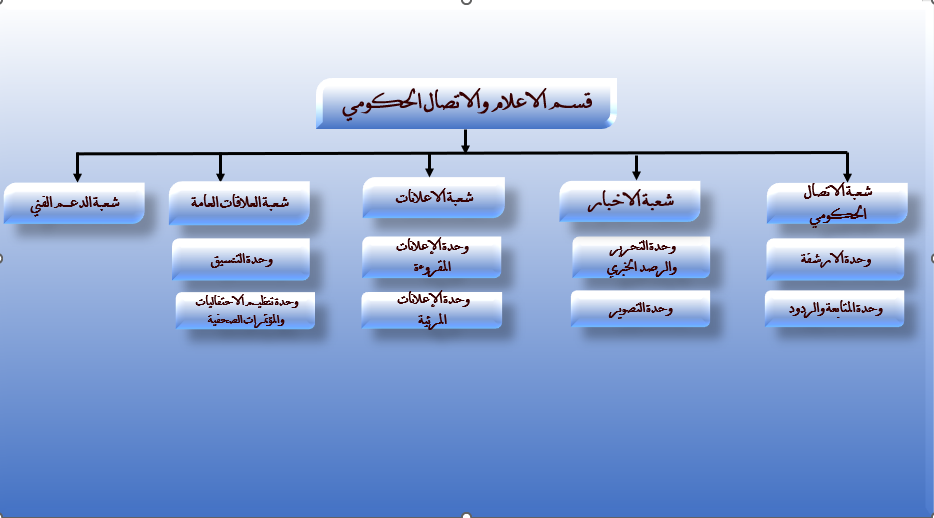 قسم الاعلام والاتصال الحكومي
شعبة الاتصال
الحكومي
شعبة الاخبار
شعبة الاعلانات
شعبة العلاقات العامة
شعبة الدعم الفني
وحدة الارشفة
وحدة التحرير
والرصد الخبري
وحدة الإعلانات
المقروءة
وحدة التنسيق
وحدة المتابعة والردود
وحدة التصوير
وحدة الإعلانات
المرئية
وحدة تنظيم الاحتفاليات
والمؤتمرات الصحفية